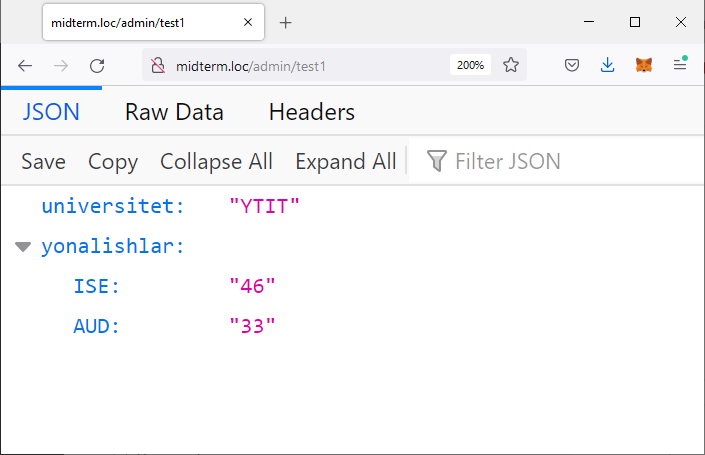 midterm.loc/admin/test1
midterm.loc/admin/test1 200%
JSON Raw Data Headers
Save Copy Collapse All Expand All Filter JSON
universitet: "YTIT"
yonalishlar:
ISE: "46"
AUD: "33"